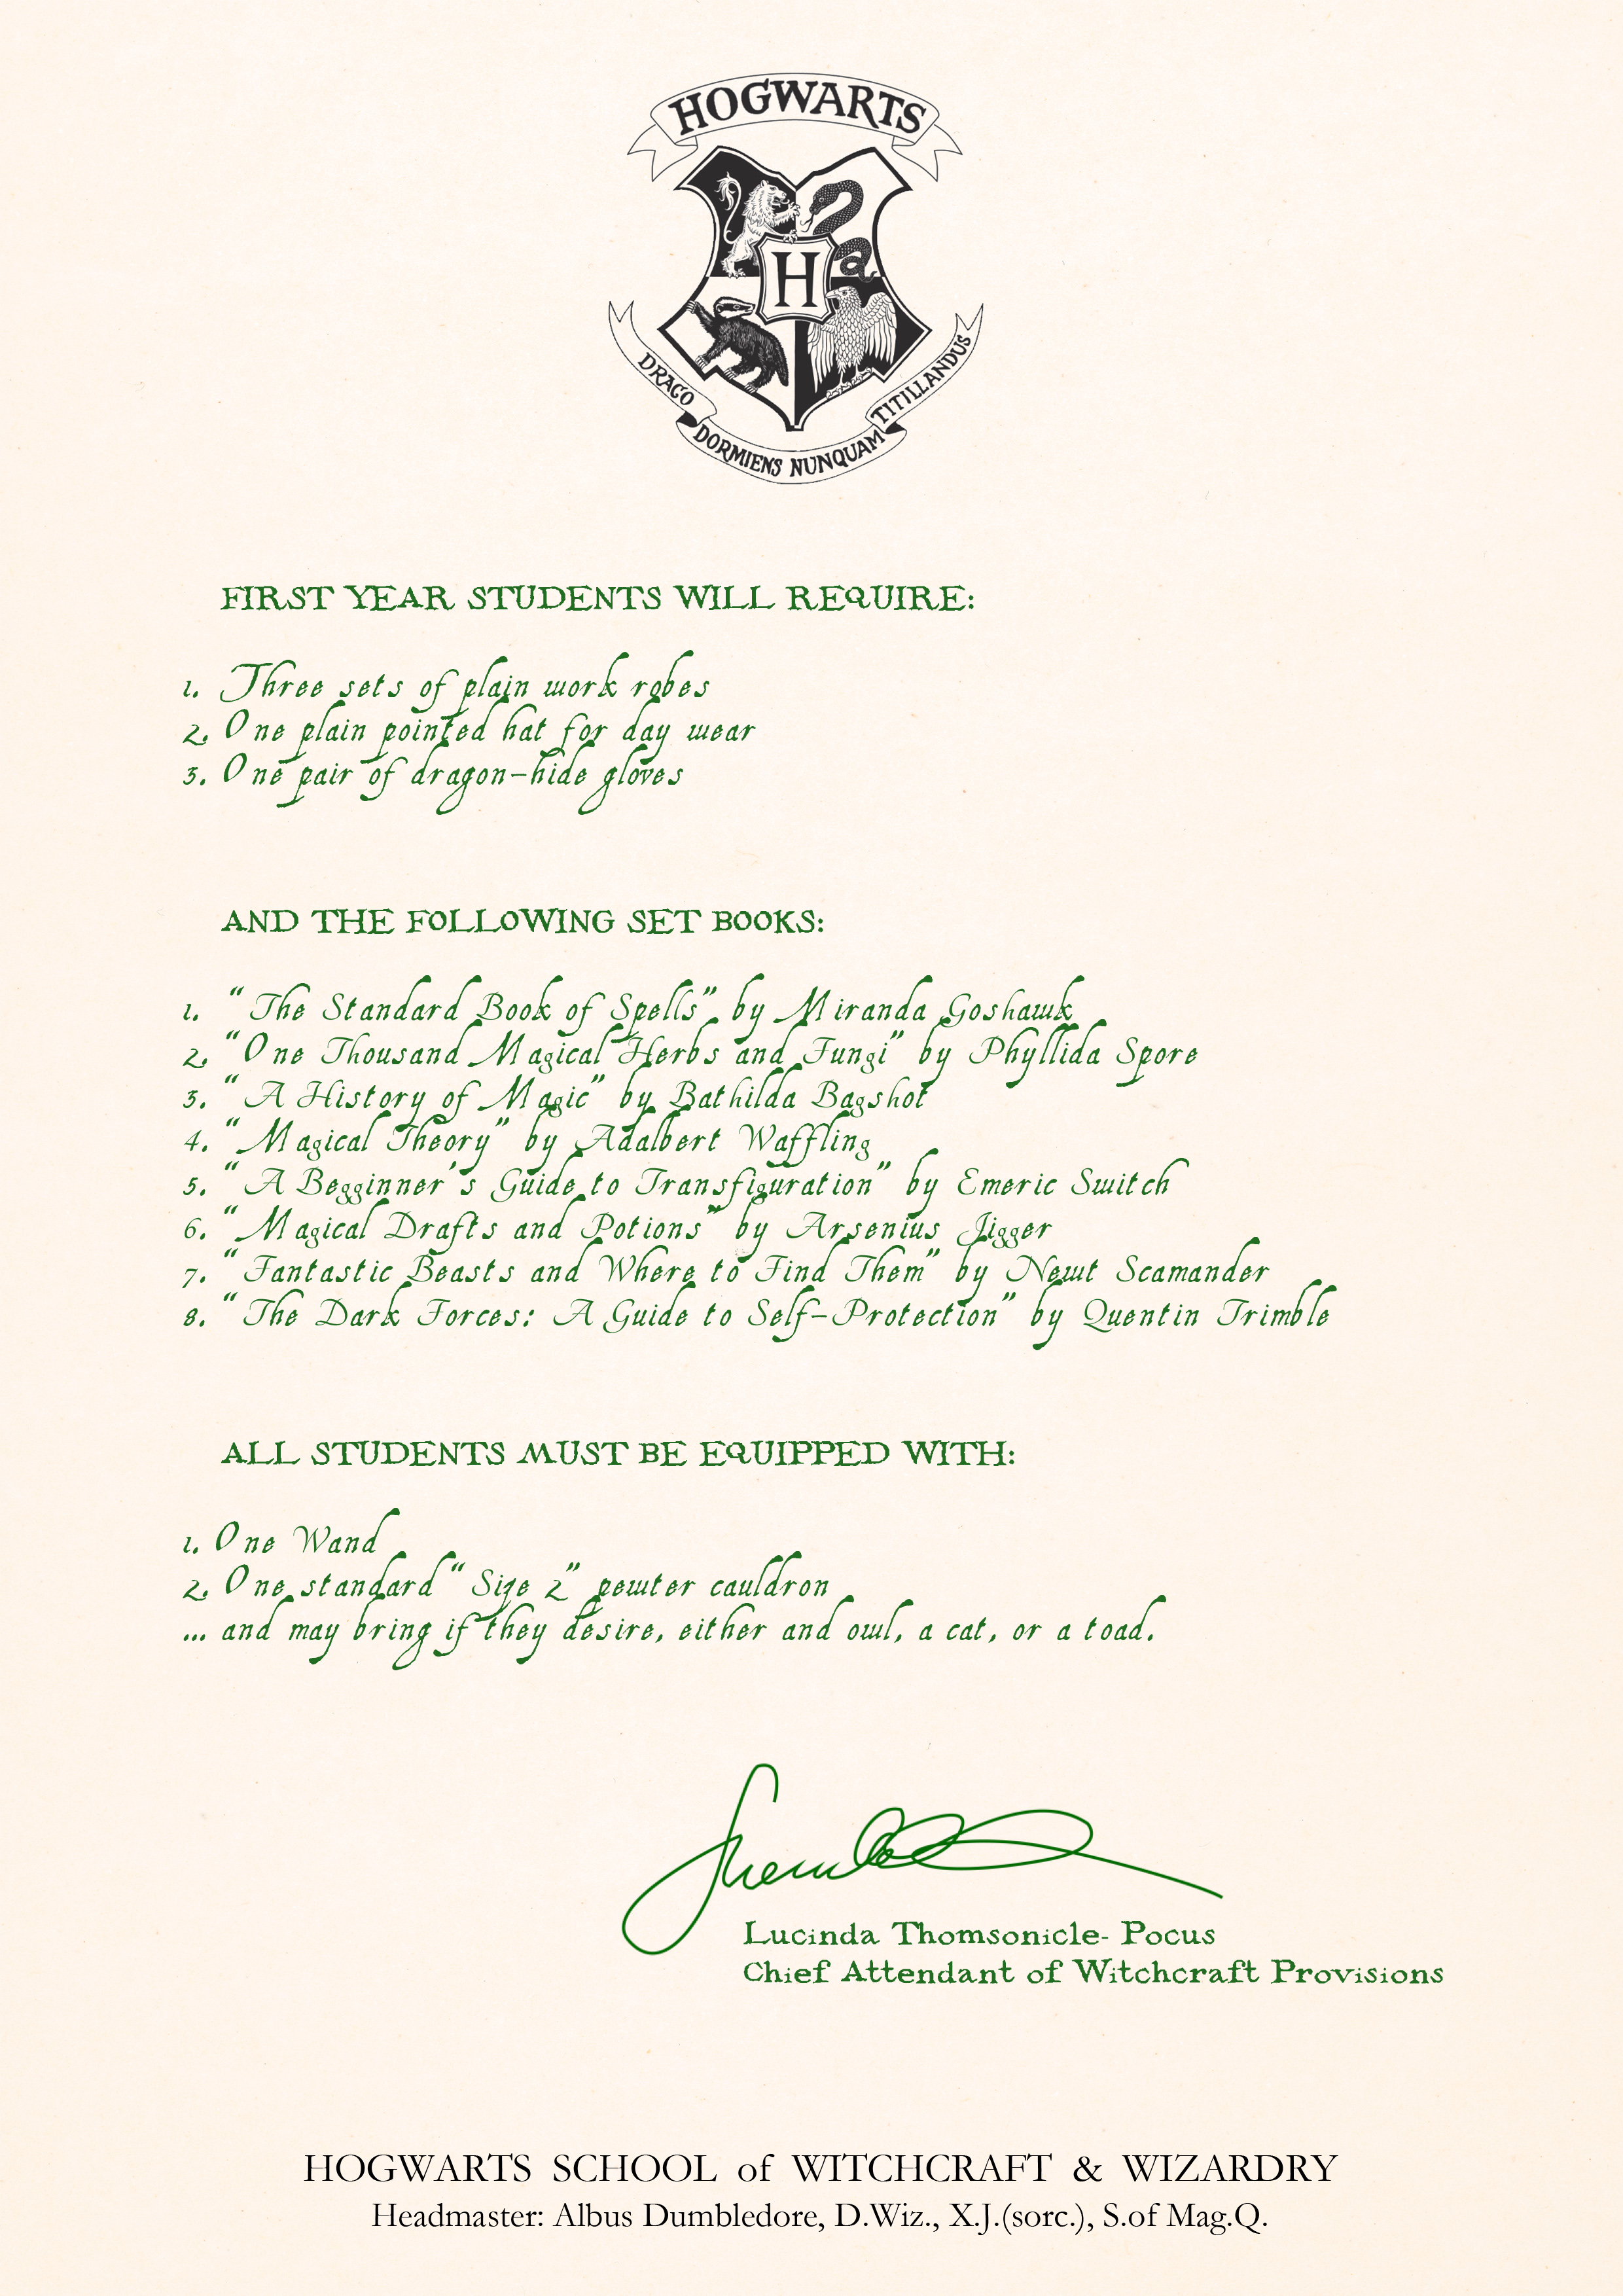 HOGWARTS
H
DRACO DORMIENS NUNQUAM TITILLANDUS
FIRST YEAR STUDENTS WILL REQUIRE:
1. Three sets of plain work robes
2. One plain pointed hat for day wear
3. One pair of dragon-hide gloves
AND THE FOLLOWING SET BOOKS:
1. “The Standard Book of Spells” by Miranda Goshawk
2. “One Thousand Magical Herbs and Fungi” by Phyllida Spore
3. “A History of Magic” by Bathilda Bagshot
4. “Magical Theory” by Adalbert Waffling
5. “A Begginner's Guide to Transfiguration” by Emeric Switch
6. “Magical Drafts and Potions” by Arsenius Jigger
7. “Fantastic Beasts and Where to Find Them” by Newt Scamander
8. “The Dark Forces: A Guide to Self-Protection” by Quentin Trimble
ALL STUDENTS MUST BE EQUIPPED WITH:
1. One Wand
2. One standard “Size 2” pewter cauldron
... and may bring if they desire, either and owl, a cat, or a toad.
Lucinda Thomsonicle- Pocus
Chief Attendant of Witchcraft Provisions
HOGWARTS SCHOOL of WITCHCRAFT & WIZARDRY
Headmaster: Albus Dumbledore, D.Wiz., X.J.(sorc.), S.of Mag.Q.